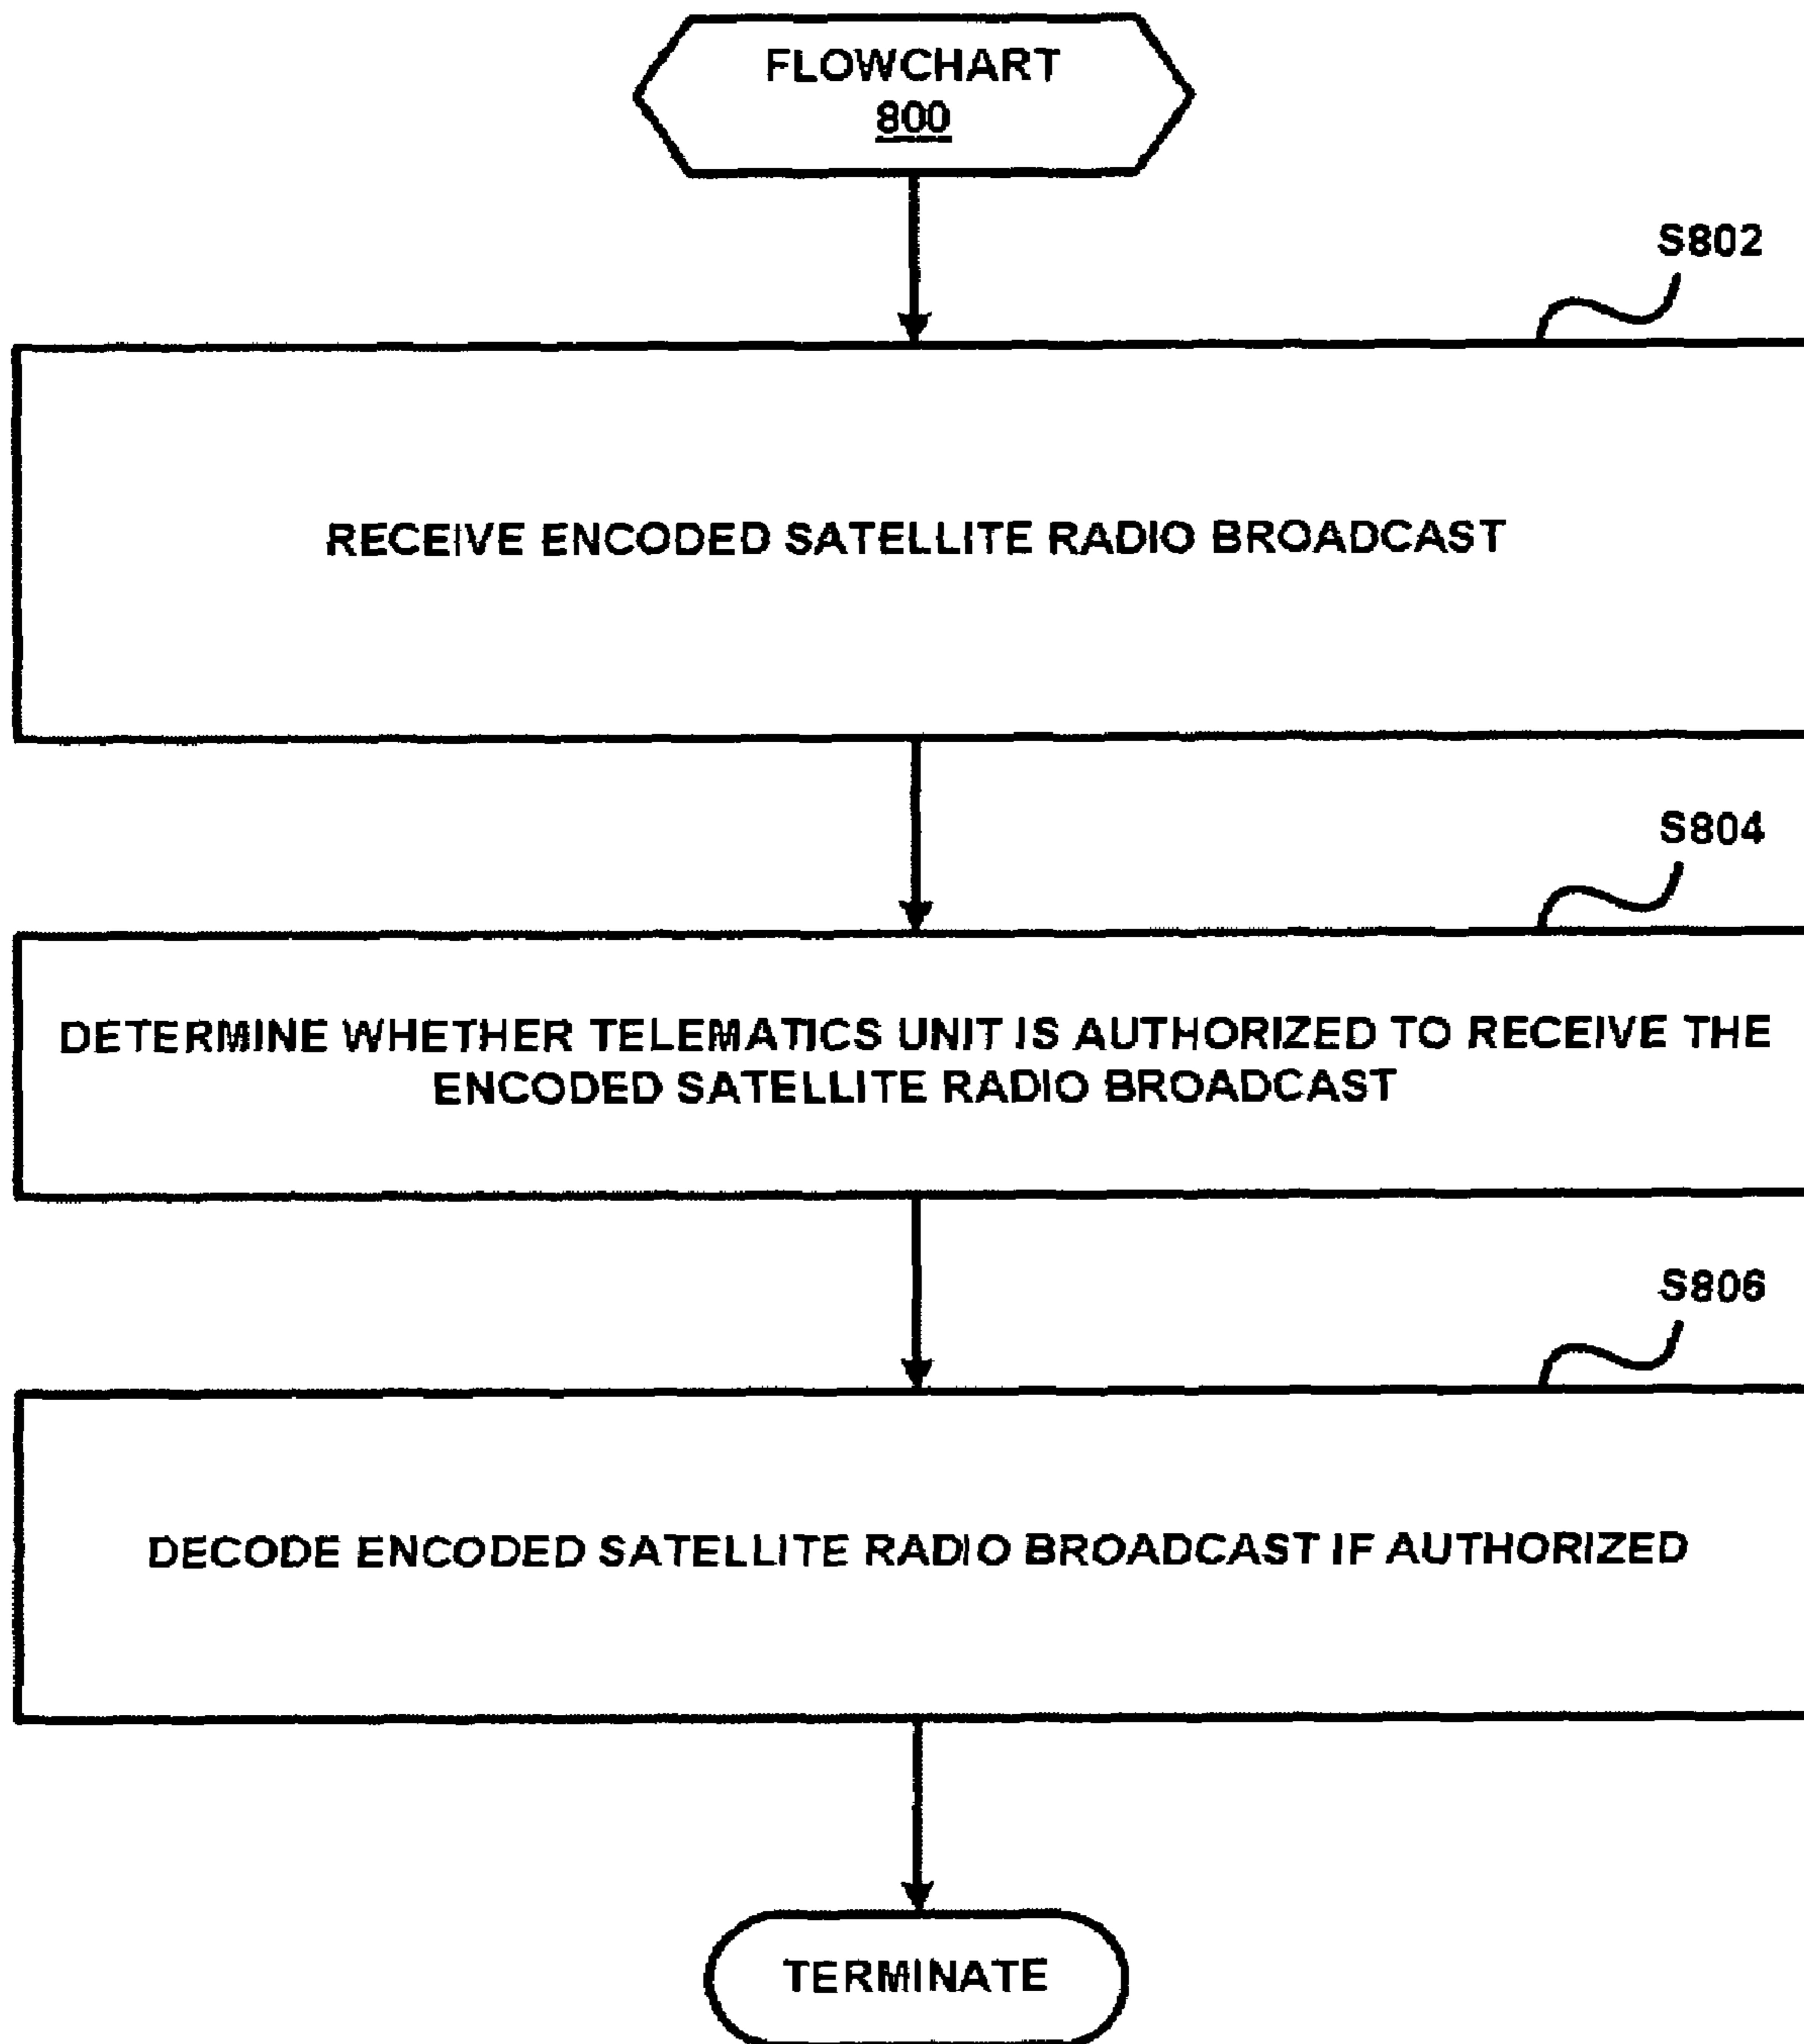 FLOWCHART
800
S802
RECEIVE ENCODED SATELLITE RADIO BROADCAST
S804
DETERMINE WHETHER TELEMATICS UNIT IS AUTHORIZED TO RECEIVE THE
ENCODED SATELLITE RADIO BROADCAST
S806
DECODE ENCODED SATELLITE RADIO BROADCAST IF AUTHORIZED
TERMINATE